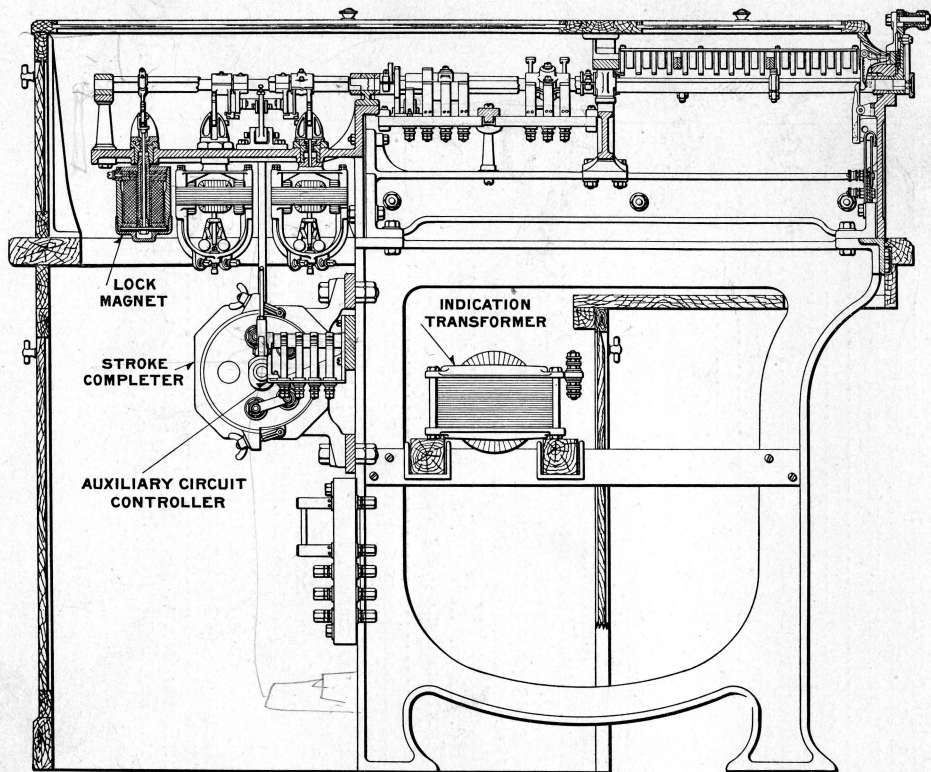 LOCK
MAGNET
INDICATION
TRANSFORMER
STROKE
COMPLETER
AUXILIARY CIRCUIT
CONTROLLER